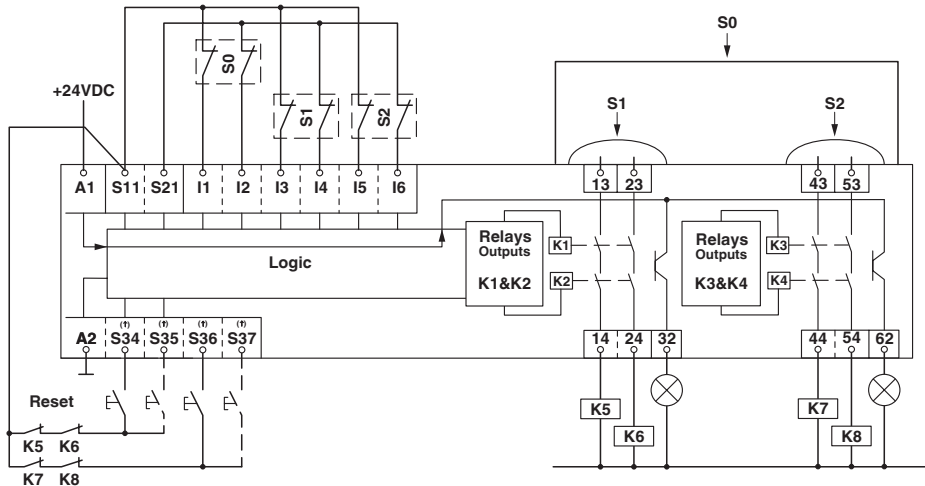 S0
S0
S1
S2
+24VDC
S1
S2
A1 S11 S21 I1 I2 I3 I4 I5 I6
13 23
43 53
Logic
Relays
Outputs
K1&K2
K1
K2
Relays
Outputs
K3&K4
K3
K4
(†) (†) (†) (†)
A2 S34 S35 S36 S37
14 24 32
44 54 62
Reset
K5 K6
K7 K8
K5
K6
K7
K8